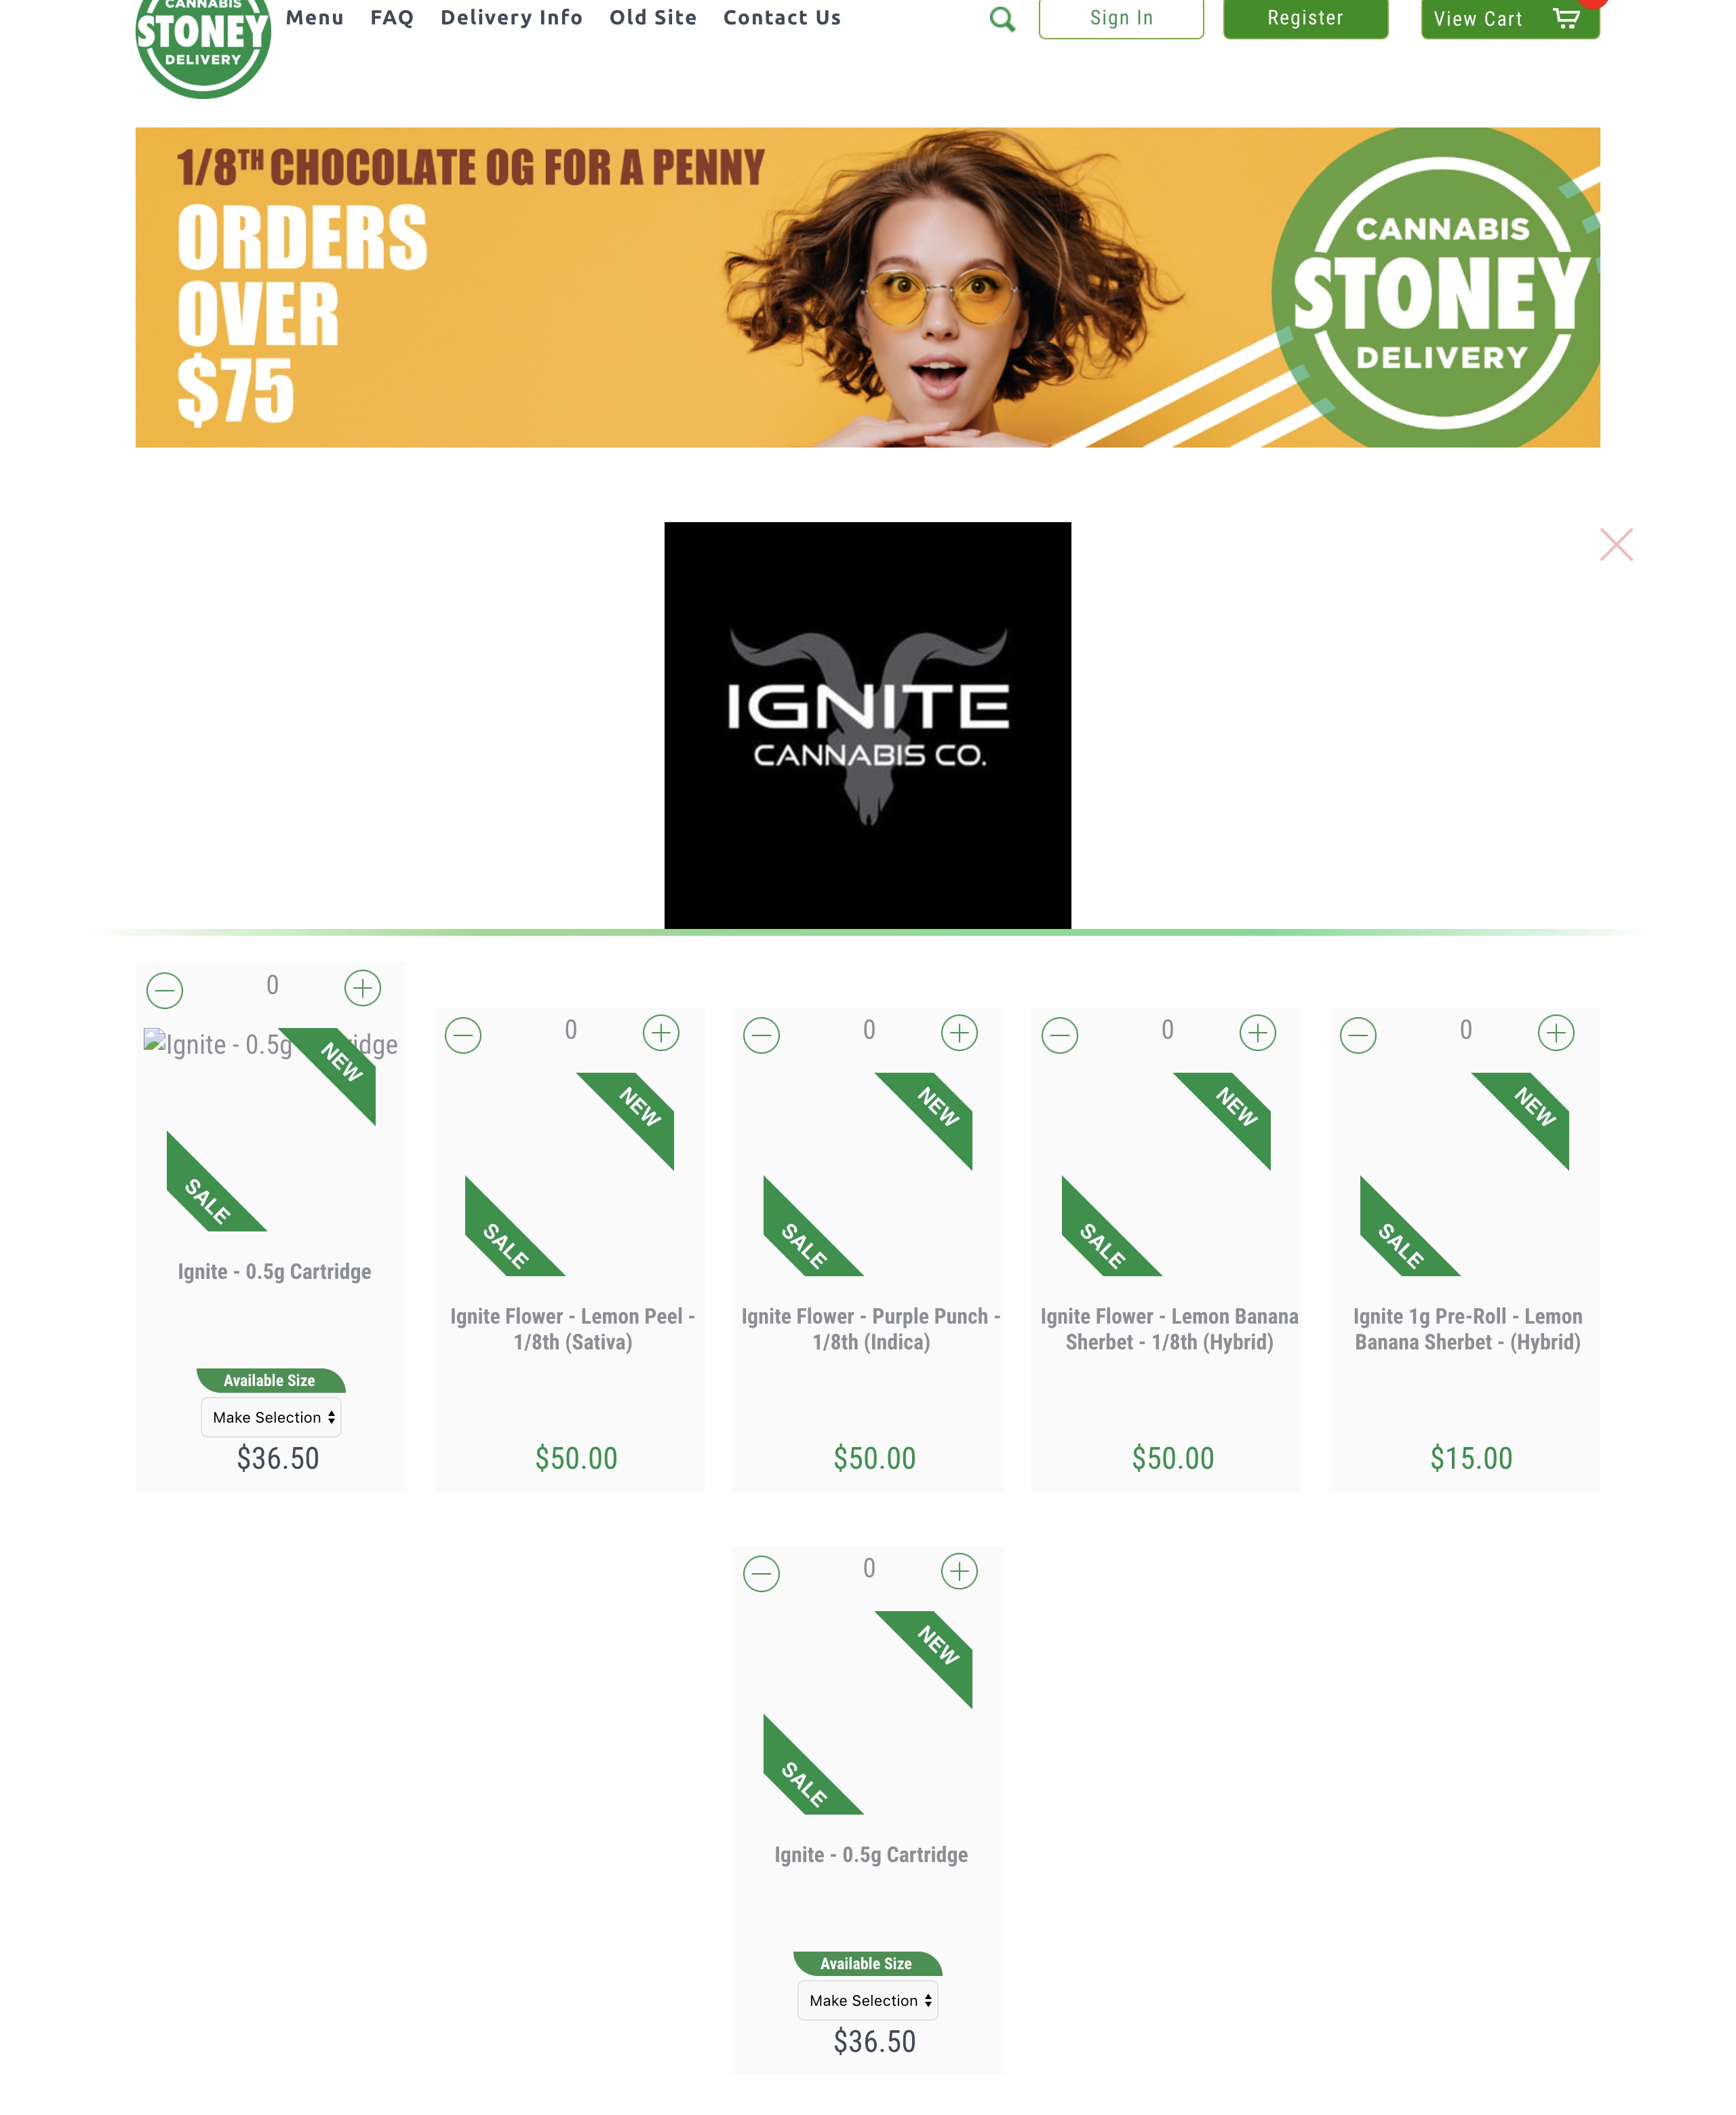 CANNABIS
STONEY
DELIVERY
Menu FAQ Delivery Info Old Site Contact Us
Sign In
Register
View Cart
1/8TH CHOCOLATE OG FOR A PENNY
ORDERS
OVER
$75
CANNABIS
STONEY
DELIVERY
IGNITE
CANNABIS CO.
0
Ignite - 0.5g
idge
NEW
SALE
Ignite - 0.5g Cartridge
Available Size
Make Selection
$36.50
0
NEW
SALE
Ignite Flower - Lemon Peel -
1/8th (Sativa)
$50.00
0
NEW
SALE
Ignite Flower - Purple Punch -
1/8th (Indica)
$50.00
0
NEW
SALE
Ignite Flower - Lemon Banana
Sherbet - 1/8th (Hybrid)
$50.00
0
NEW
SALE
Ignite 1g Pre-Roll - Lemon
Banana Sherbet - (Hybrid)
$15.00
0
NEW
SALE
Ignite - 0.5g Cartridge
Available Size
Make Selection
$36.50